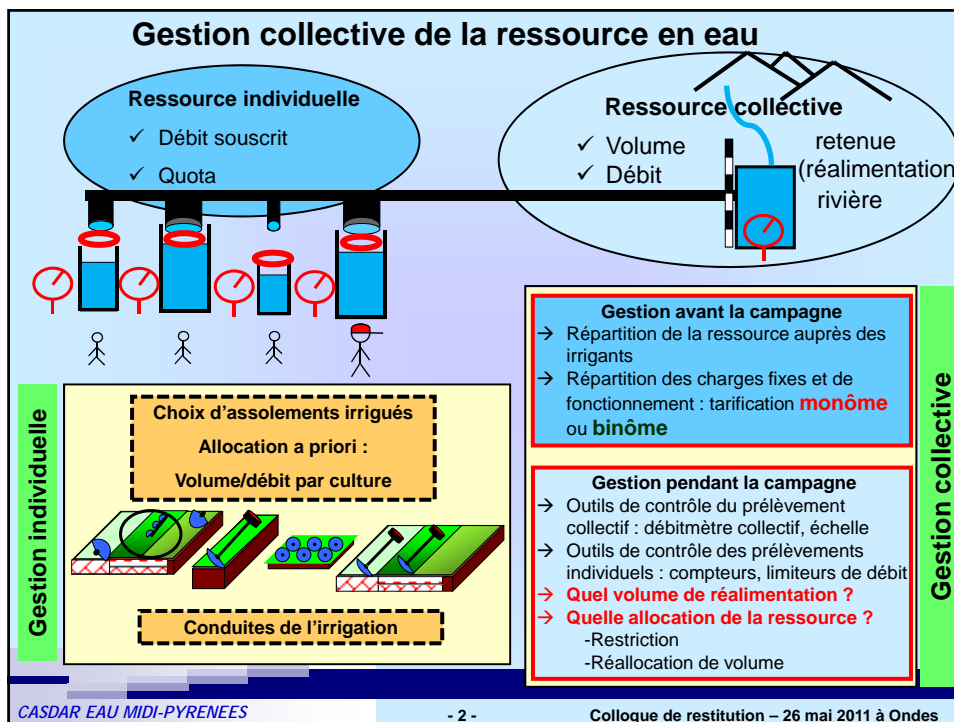 Gestion collective de la ressource en eau
Ressource individuelle
✓ Débit souscrit
✓ Quota
Ressource collective
✓ Volume
✓ Débit
retenue
(réalimentation
rivière
Gestion individuelle
Choix d’assolements irrigués
Allocation a priori :
Volume/débit par culture
Conduites de l’irrigation
Gestion avant la campagne
→ Répartition de la ressource auprès des
irrigants
→ Répartition des charges fixes et de
fonctionnement : tarification monôme
ou binôme
Gestion pendant la campagne
→ Outils de contrôle du prélèvement
collectif : débitmètre collectif, échelle
→ Outils de contrôle des prélèvements
individuels : compteurs, limiteurs de débit
→ Quel volume de réalimentation ?
→ Quelle allocation de la ressource ?
-Restriction
-Réallocation de volume
Gestion collective
CASDAR EAU MIDI-PYRENEES
- 2 -
Colloque de restitution – 26 mai 2011 à Ondes